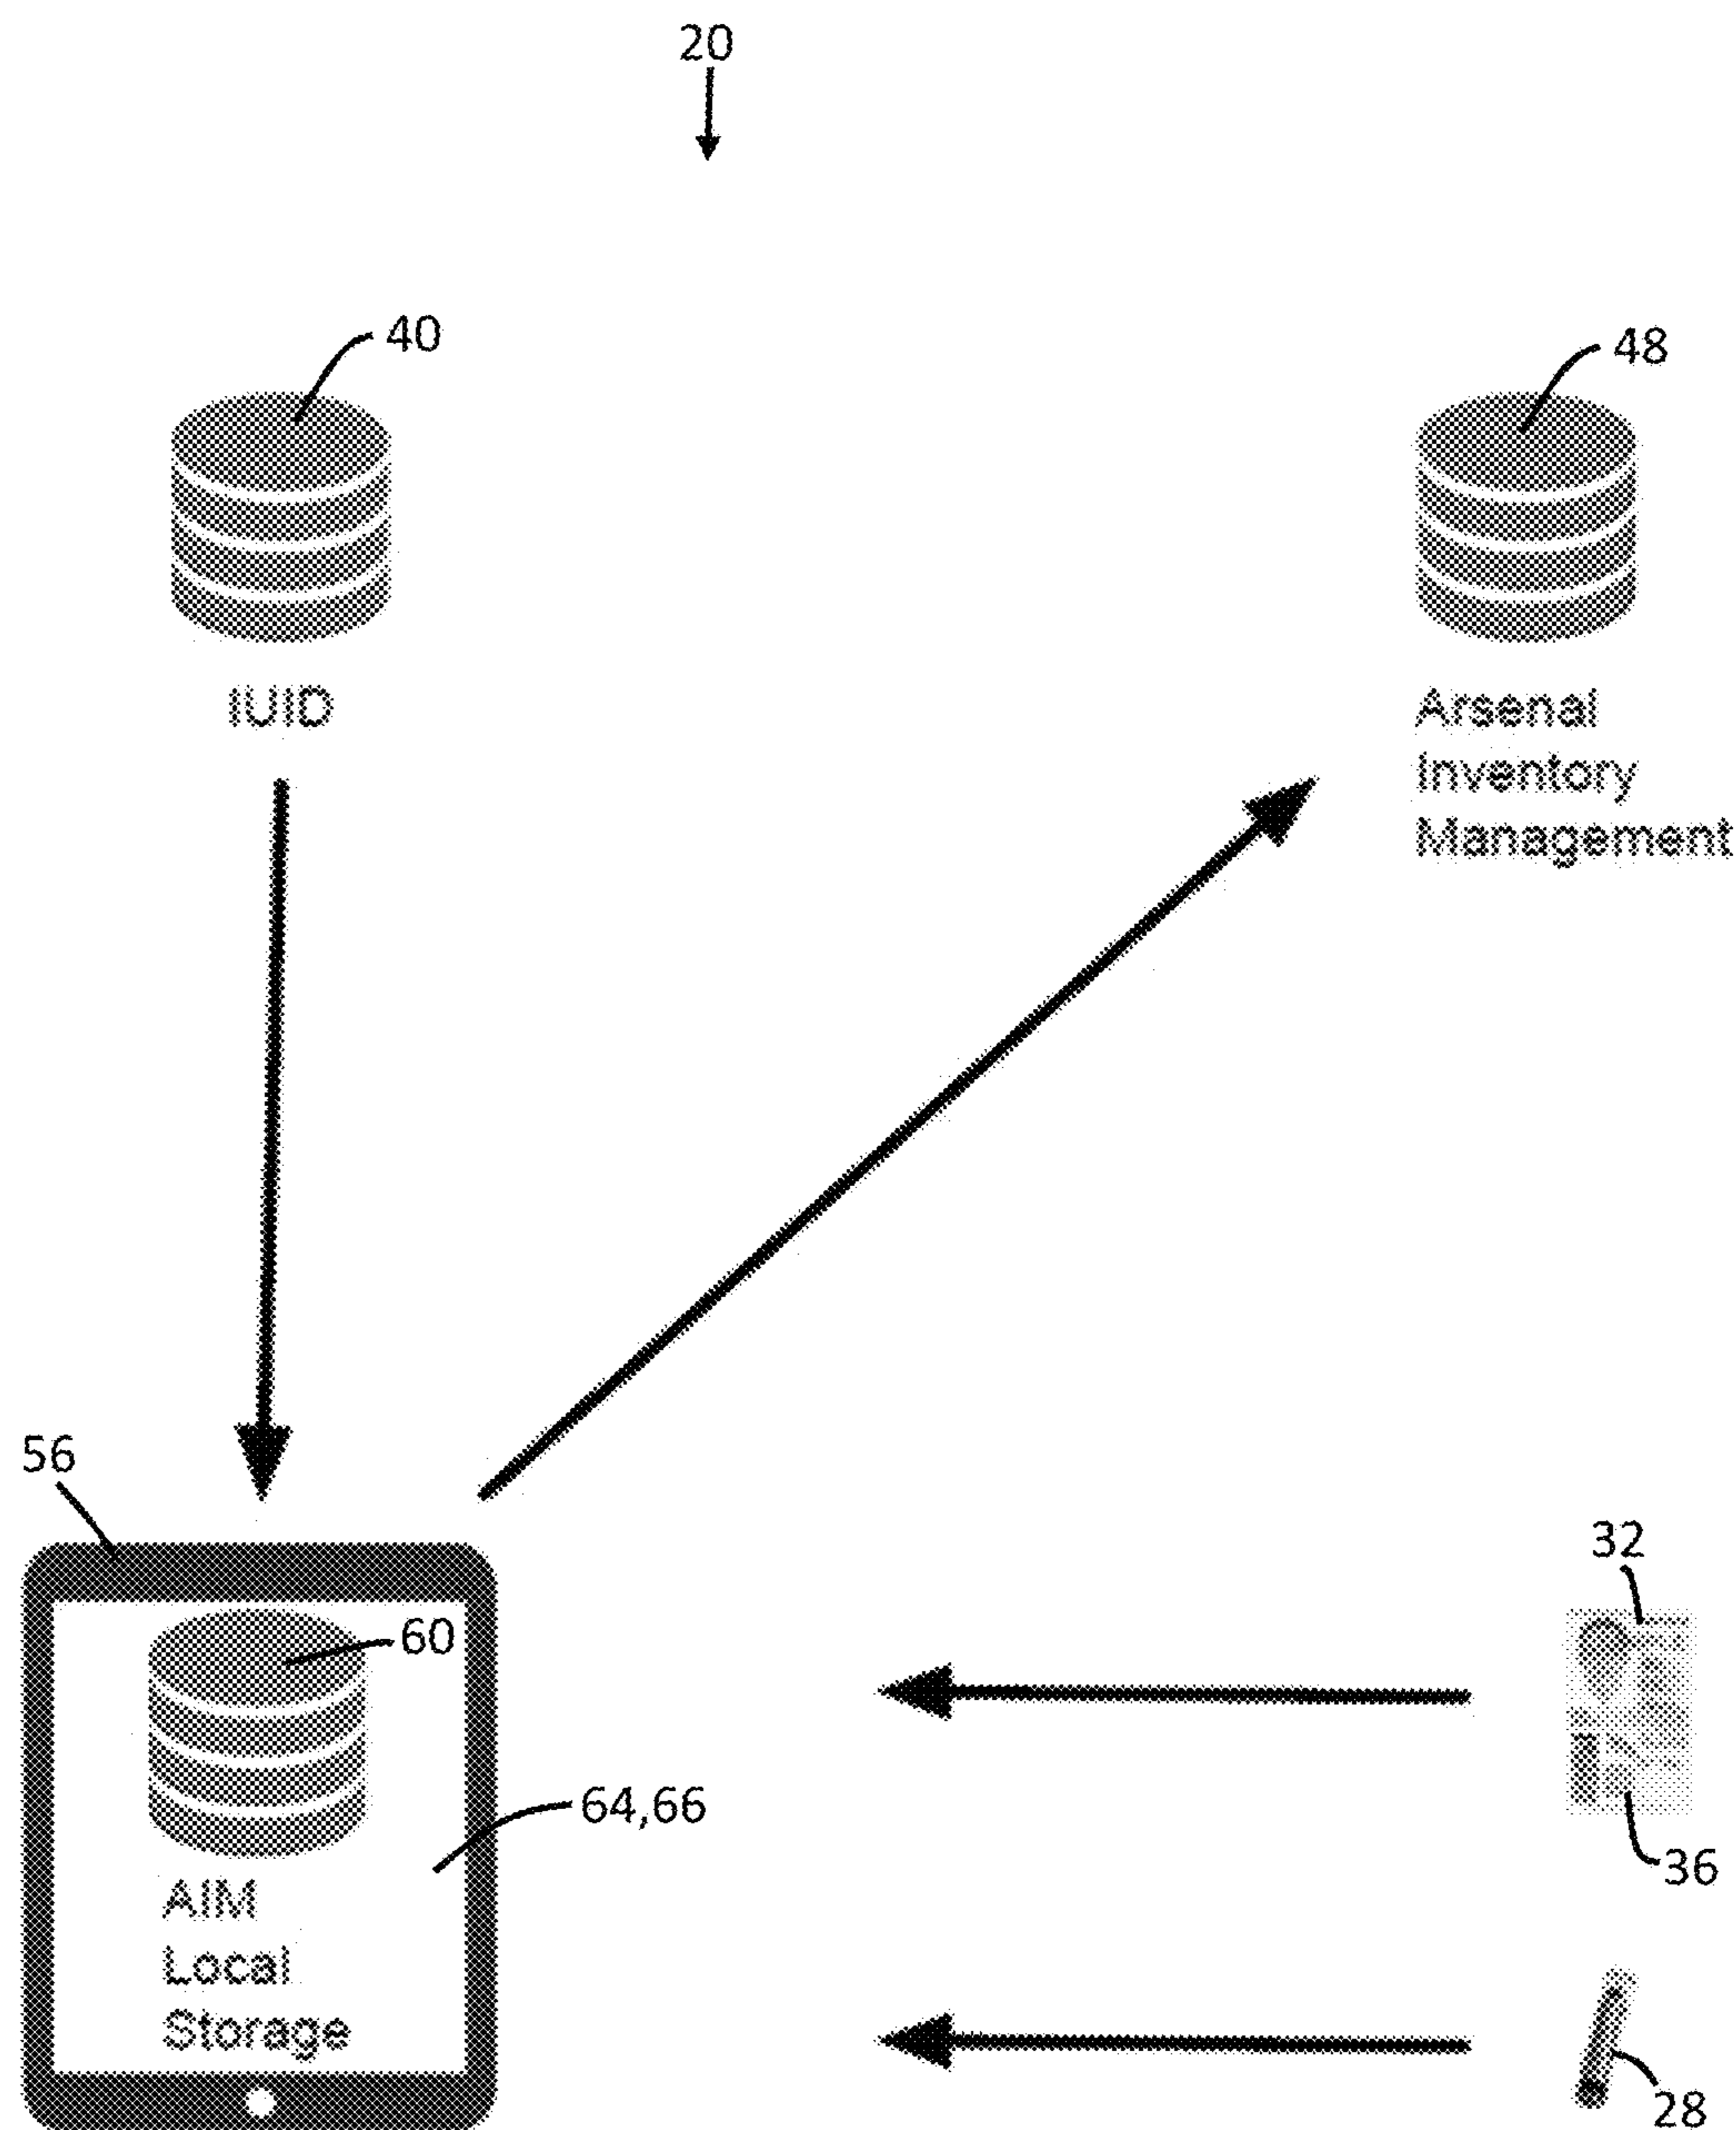 20
40
48
IUID
Arsenal
Inventory
Management
56
32
60
64,66
36
AIM
Local
Storage
28